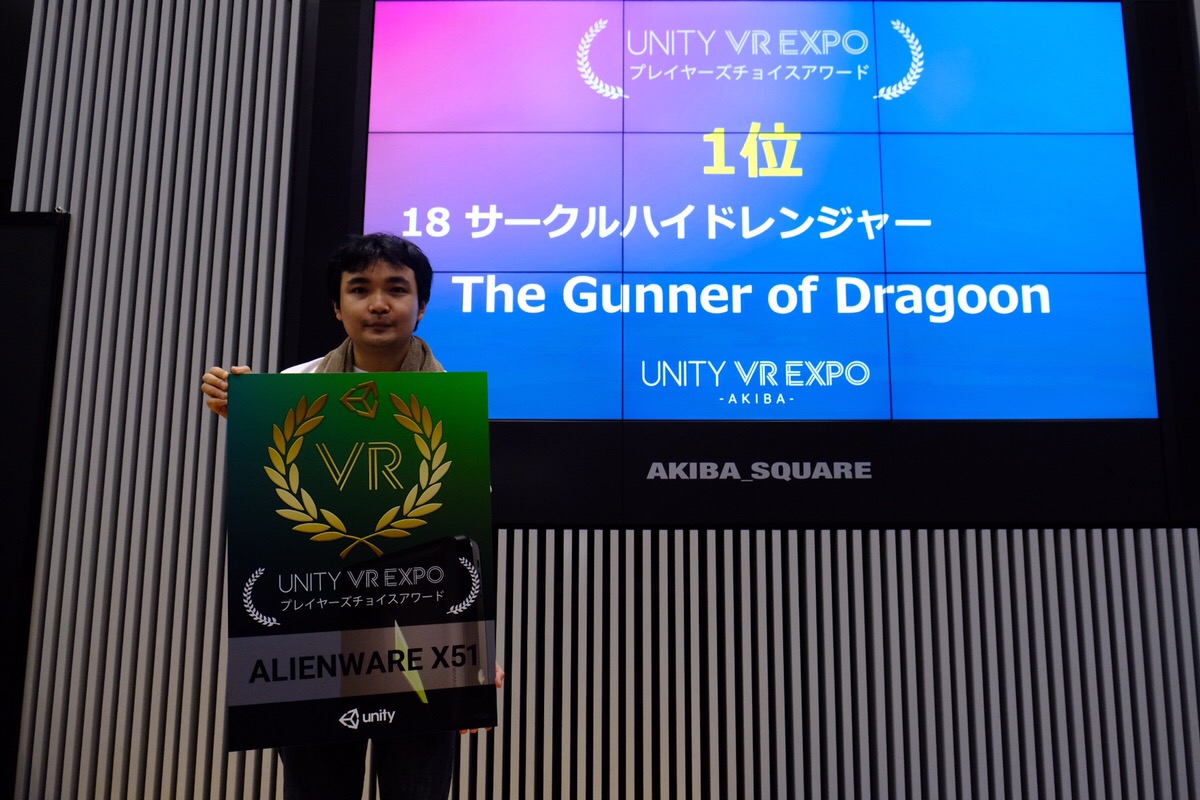 UNITY VR EXPO
プレイヤーズチョイスアワード
1位
18 サークルハイドレンジャー
The Gunner of Dragoon
UNITY VR EXPO
-AKIBA-
AKIBA_SQUARE
VR
UNITY VR EXPO
プレイヤーズチョイスアワード
ALIENWARE X51
unity